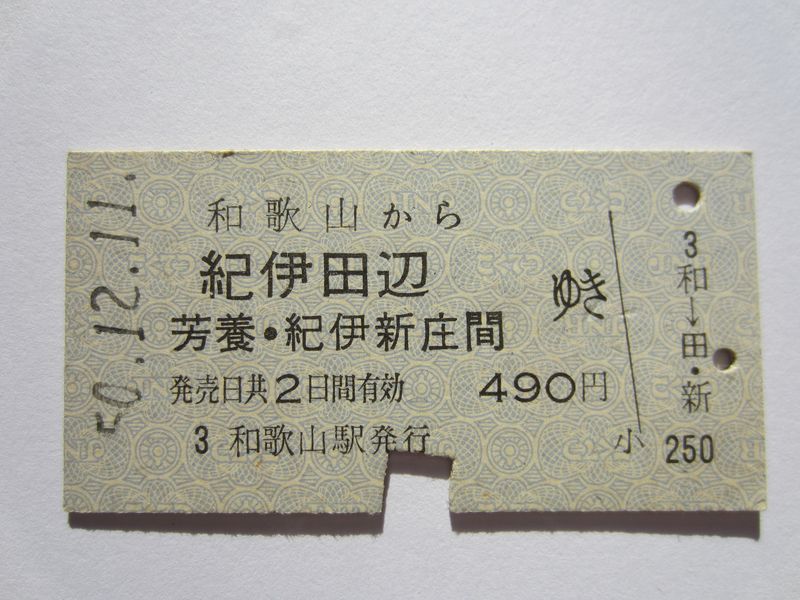 50.12.11.
和歌山から
紀伊田辺
芳養・紀伊新庄間
ゆき
発売日共2日間有効 490円
3 和歌山駅発行
小
3
和→田・新
250